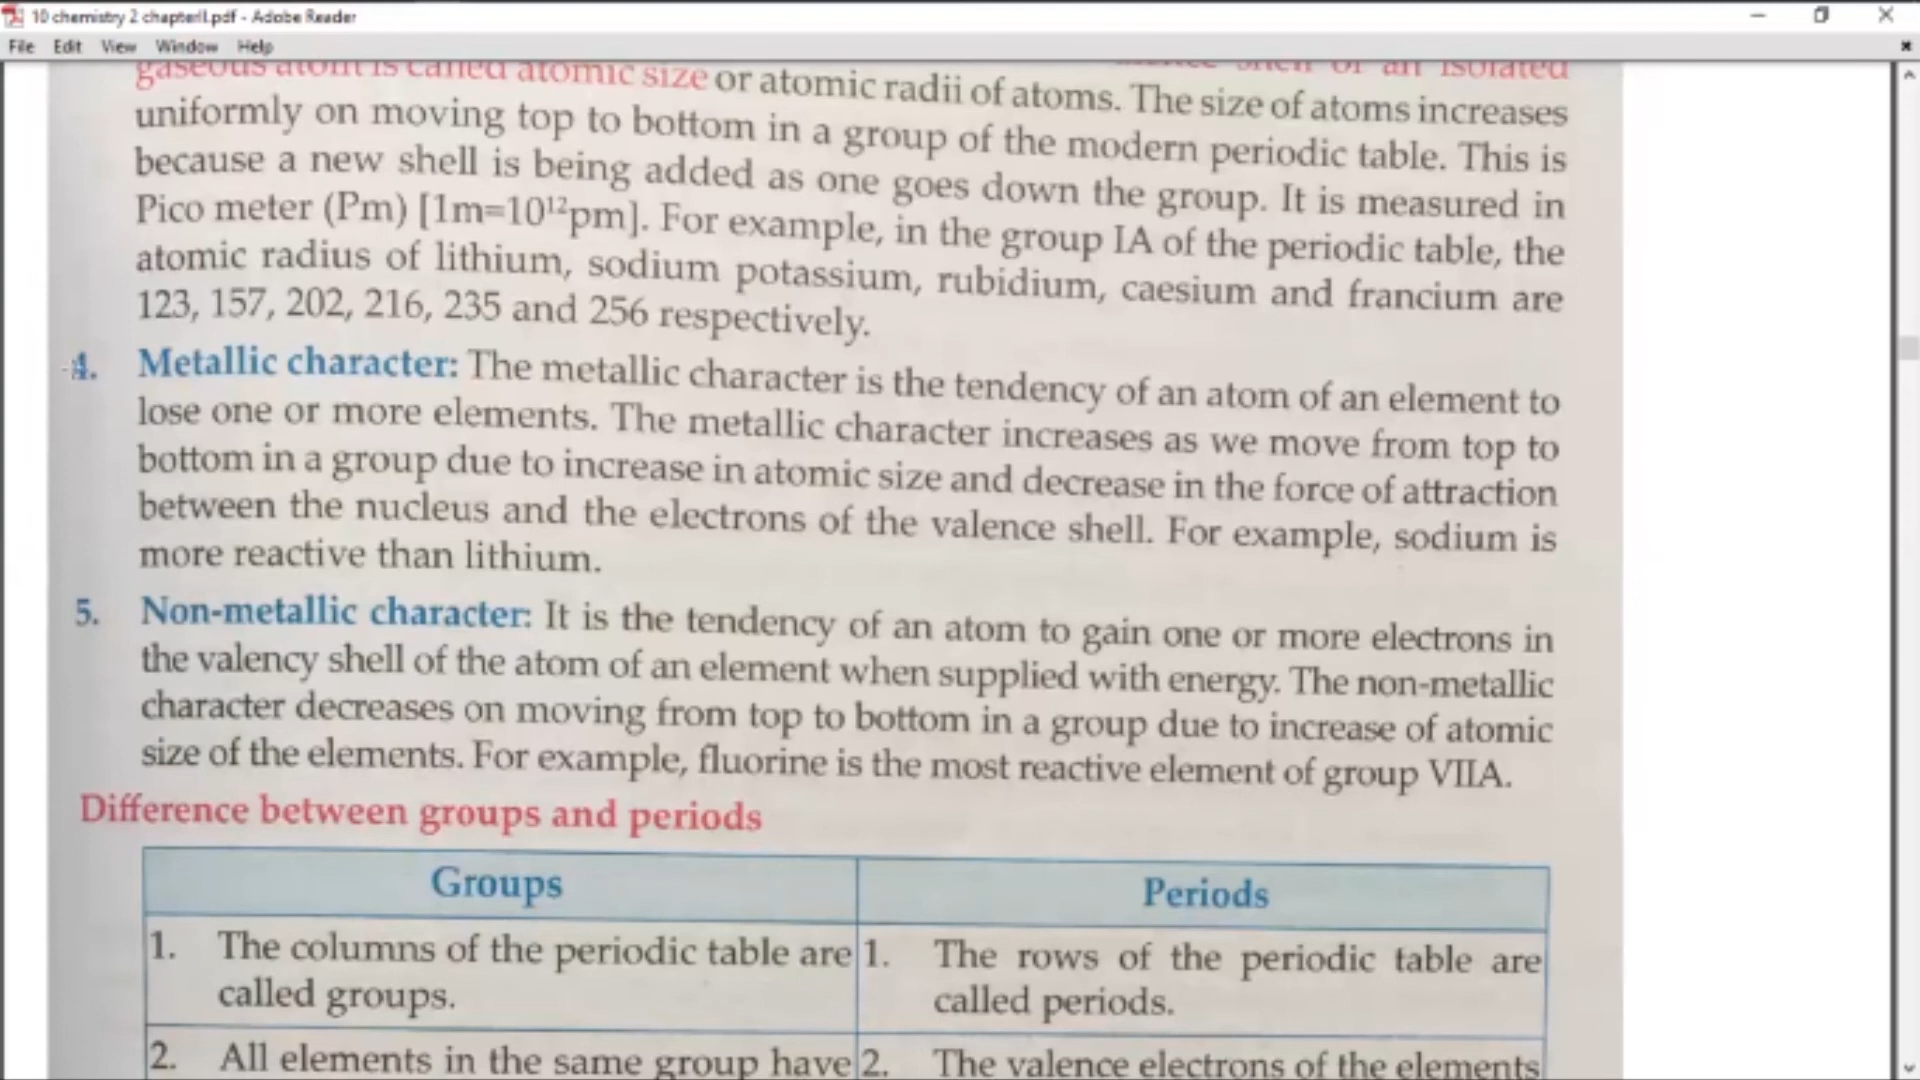 10 chemistry 2 chapterII.pdf - Adobe Reader
File Edit View Window Help
gaseous atom is called atomic size or atomic radii of atoms. The size of atoms increases
shell of an isolated
uniformly on moving top to bottom in a group of the modern periodic table. This is
because a new shell is being added as one goes down the group. It is measured in
Pico meter (Pm) [1m=10¹²pm]. For example, in the group IA of the periodic table, the
atomic radius of lithium, sodium potassium, rubidium, caesium and francium are
123, 157, 202, 216, 235 and 256 respectively.
4. Metallic character: The metallic character is the tendency of an atom of an element to
lose one or more elements. The metallic character increases as we move from top to
bottom in a group due to increase in atomic size and decrease in the force of attraction
between the nucleus and the electrons of the valence shell. For example, sodium is
more reactive than lithium.
5. Non-metallic character: It is the tendency of an atom to gain one or more electrons in
the valency shell of the atom of an element when supplied with energy. The non-metallic
character decreases on moving from top to bottom in a group due to increase of atomic
size of the elements. For example, fluorine is the most reactive element of group VIIA.
Difference between groups and periods
Groups
Periods
1. The columns of the periodic table are
called groups.
1. The rows of the periodic table are
called periods.
2. All elements in the same group have
2. The valence electrons of the elements